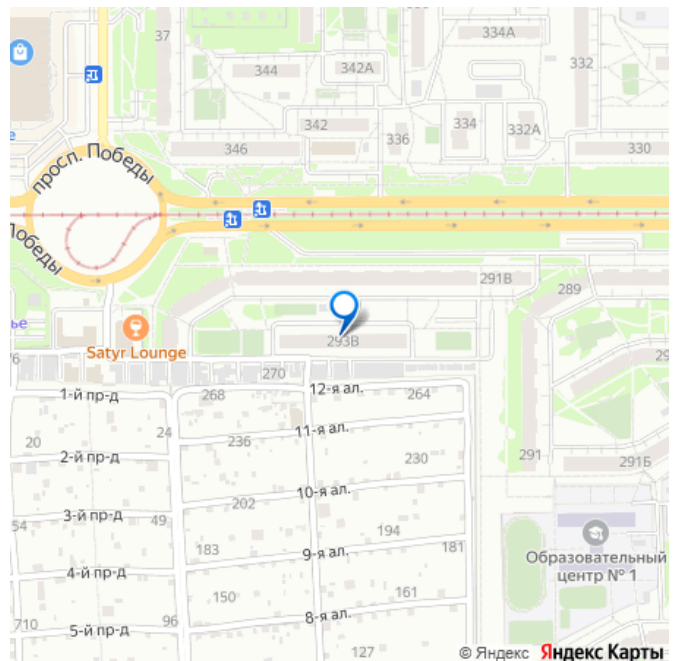 37
334А
344
342А
332
е
342
336
334
332А
346
330
просп. Победы
Победы
291В
289
ье
Satyr Lounge
293В
29
76
270
1-й пр-д
268
12-я ал.
264
11-я ал.
24
20
236
2-й пр-д
230
291
291Б
10-я ал.
202
54
3-й пр-д
49
194
183
9-я ал.
181
Образовательный
центр № 1
4-й пр-д
150
161
96
8-я ал.
710
5-й пр-д
127
© Яндекс Яндекс Карты